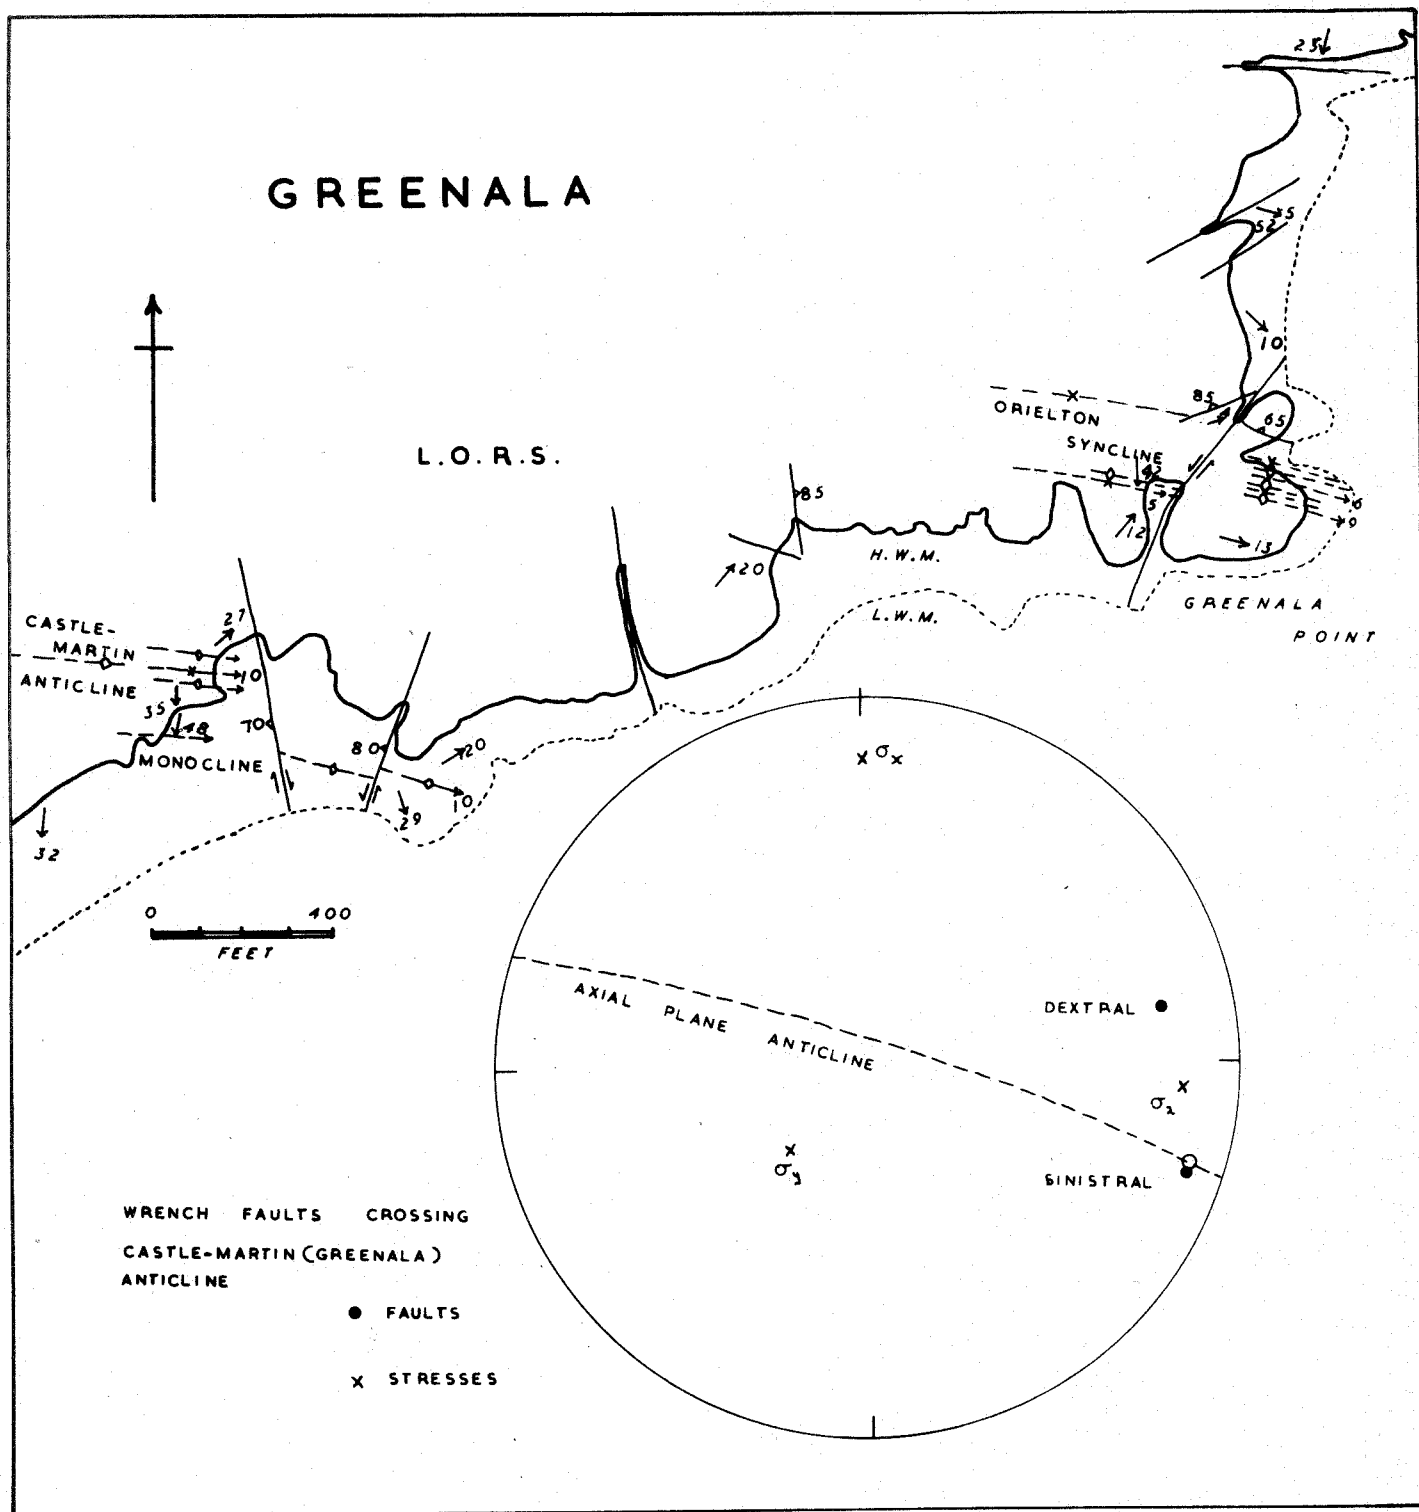 25
GREENALA
5
52
10
ORIELTON
85
65
L.O.R.S.
SYNCLINE
42
85
5
6
9
12
13
H.W.M.
20
L.W.M.
GREENALA
POINT
27
CASTLE-
MARTIN
ANTICLINE
10
35
48
70
MONOCLINE
80
20
10
29
32
0 400
FEET
σx
AXIAL PLANE ANTICLINE
DEXTRAL
σz
σy
SINISTRAL
WRENCH FAULTS CROSSING
CASTLE-MARTIN (GREENALA)
ANTICLINE
● FAULTS
x STRESSES